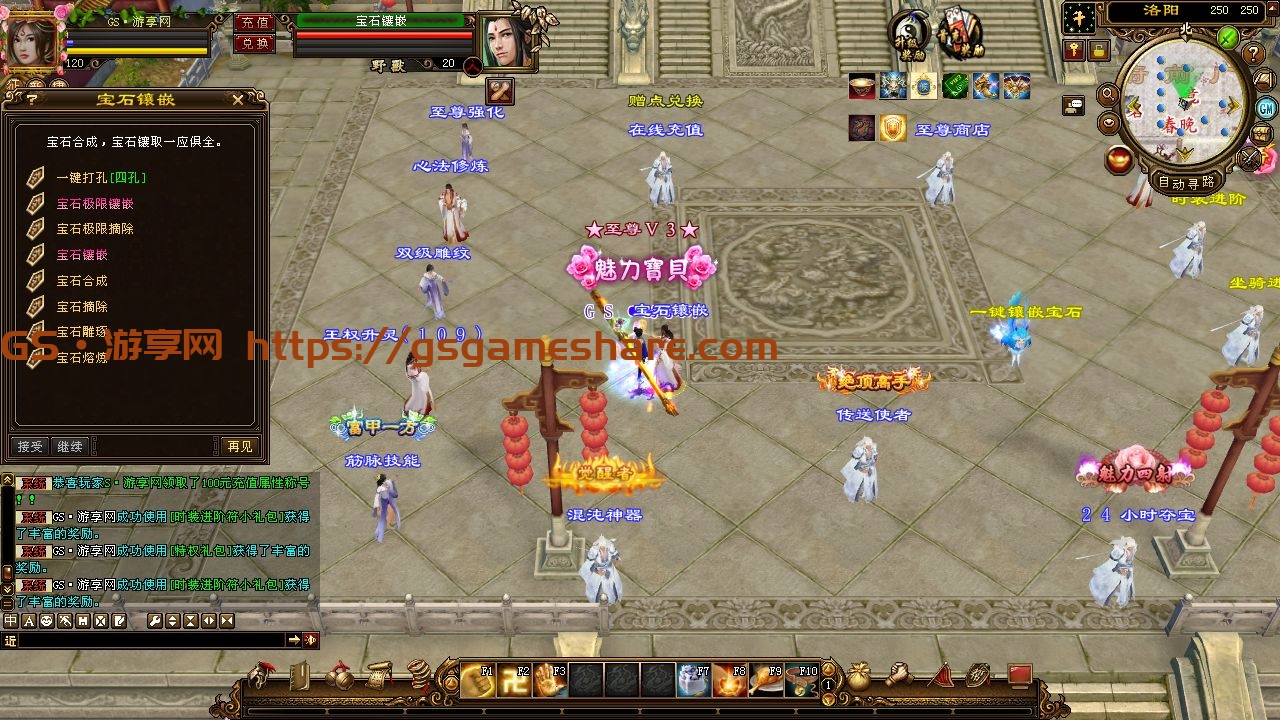 GS·游享网
120
充值
兑换
宝石镶嵌
野獸
20
洛阳
250
250
北
自动寻路
春晚
GM
?
宝石镶嵌
宝石合成，宝石镶嵌一应俱全。
一键打孔[四孔]
宝石极限镶嵌
宝石极限摘除
宝石镶嵌
宝石合成
宝石摘除
宝石雕琢
宝石熔炼
接受
继续
再见
至尊强化
赠点兑换
在线充值
至尊商店
心法修炼
时装进阶
双级雕纹
★至尊V3★
魅力寶貝
坐骑进
GS
宝石镶嵌
一键镶嵌宝石
王权升灵(109)
GS·游享网 https://gsgameshare.com
绝顶高手
传送使者
富甲一方
筋脉技能
觉醒者
混沌神器
魅力四射
24小时夺宝
恭喜玩家S·游享网领取了100元充值属性称号
！！
GS·游享网成功使用[时装进阶符小礼包]获得
了丰富的奖励。
GS·游享网成功使用[特权礼包]获得了丰富的
奖励。
GS·游享网成功使用[时装进阶符小礼包]获得
了丰富的奖励。
近
F1
F2
F3
F7
F8
F9
F10
1